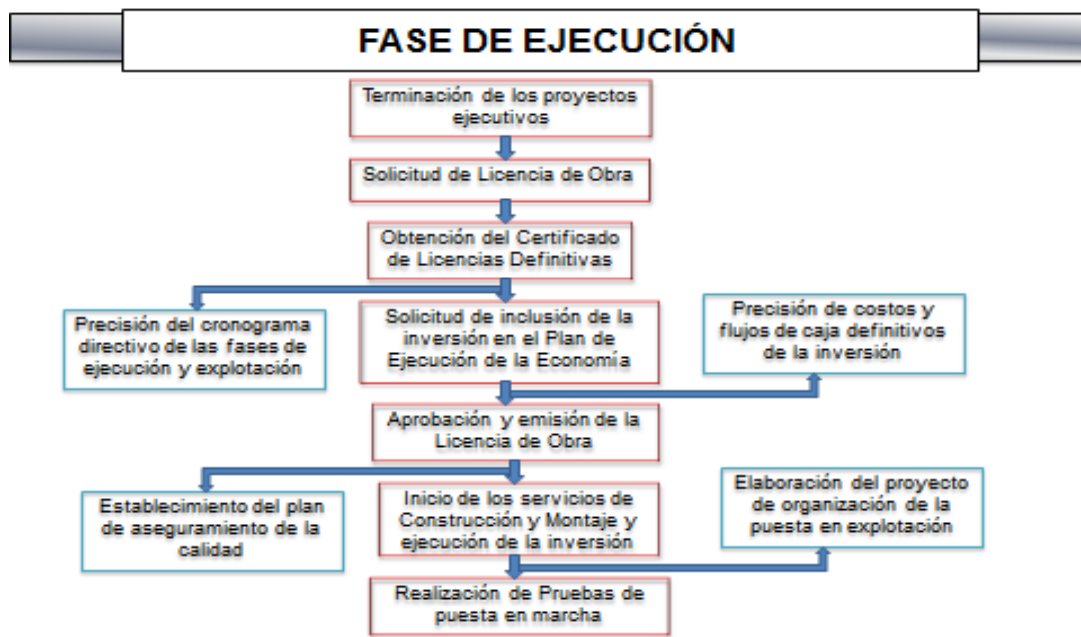 FASE DE EJECUCIÓN
Terminación de los proyectos
ejecutivos
Solicitud de Licencia de Obra
Obtención del Certificado
de Licencias Definitivas
Precisión del cronograma
directivo de las fases de
ejecución y explotación
Solicitud de inclusión de la
inversión en el Plan de
Ejecución de la Economía
Precisión de costos y
flujos de caja definitivos
de la inversión
Aprobación y emisión de la
Licencia de Obra
Establecimiento del plan
de aseguramiento de la
calidad
Inicio de los servicios de
Construcción y Montaje y
ejecución de la inversión
Elaboración del proyecto
de organización de la
puesta en explotación
Realización de Pruebas de
puesta en marcha